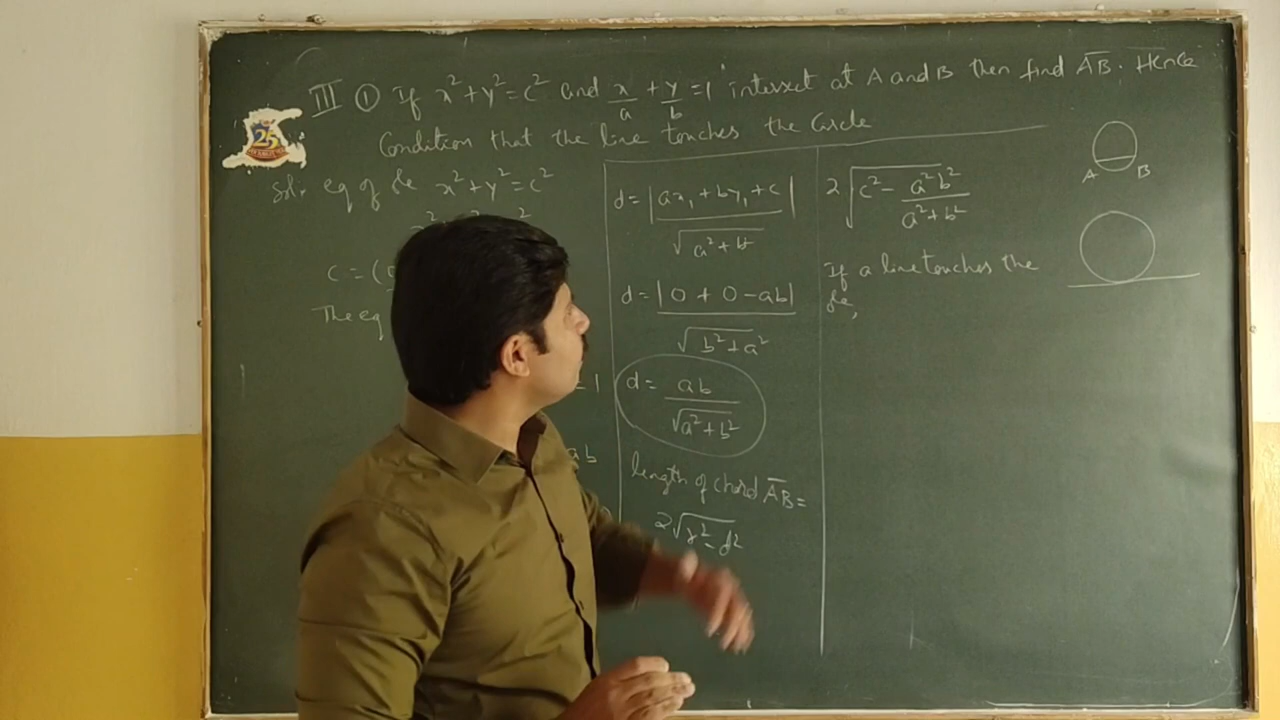 III ① If x²+y²=c² and x/a + y/b =1 intersect at A and B then find A̅B̅. Hence
Condition that the line touches the Circle
25
Sol:- eq of
x²+y²=c²
c = (
The eq
= 1
ab
d = |ax₁+by₁+c| / √(a²+b²)
d = |0 + 0 - ab| / √(b²+a²)
d = ab / √(a²+b²)
length of chord A̅B̅ =
2√(r² - d²)
2√(c² - a²b²/(a²+b²))
If a line touches the
A B